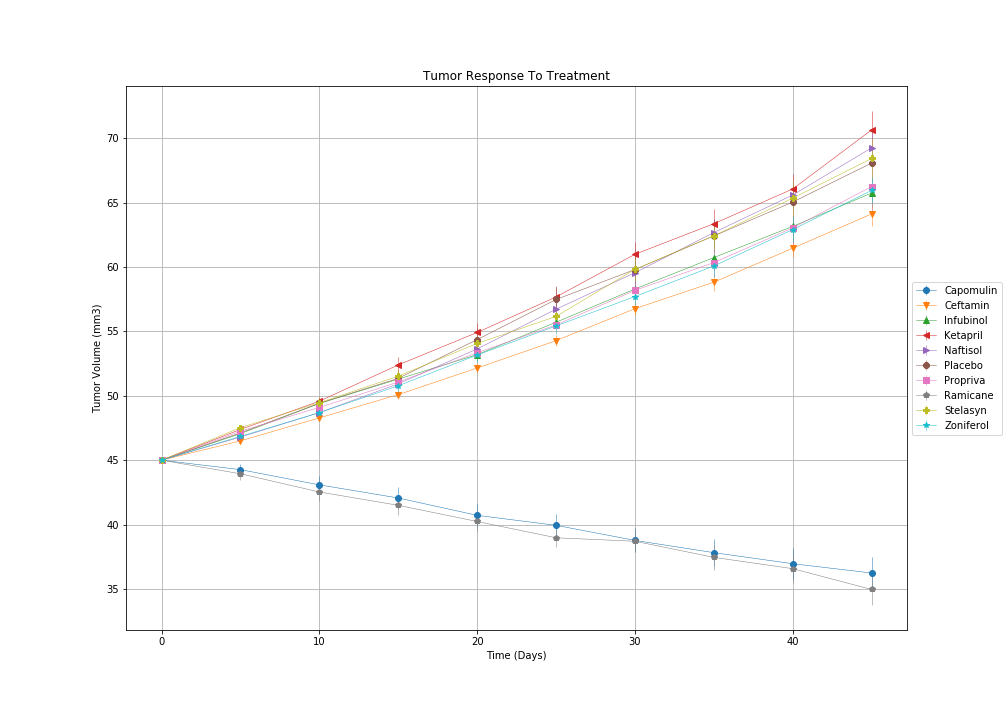 Tumor Response To Treatment
Tumor Volume (mm3)
70
65
60
55
50
45
40
35
0
10
20
30
40
Time (Days)
Capomulin
Ceftamin
Infubinol
Ketapril
Naftisol
Placebo
Propriva
Ramicane
Stelasyn
Zoniferol